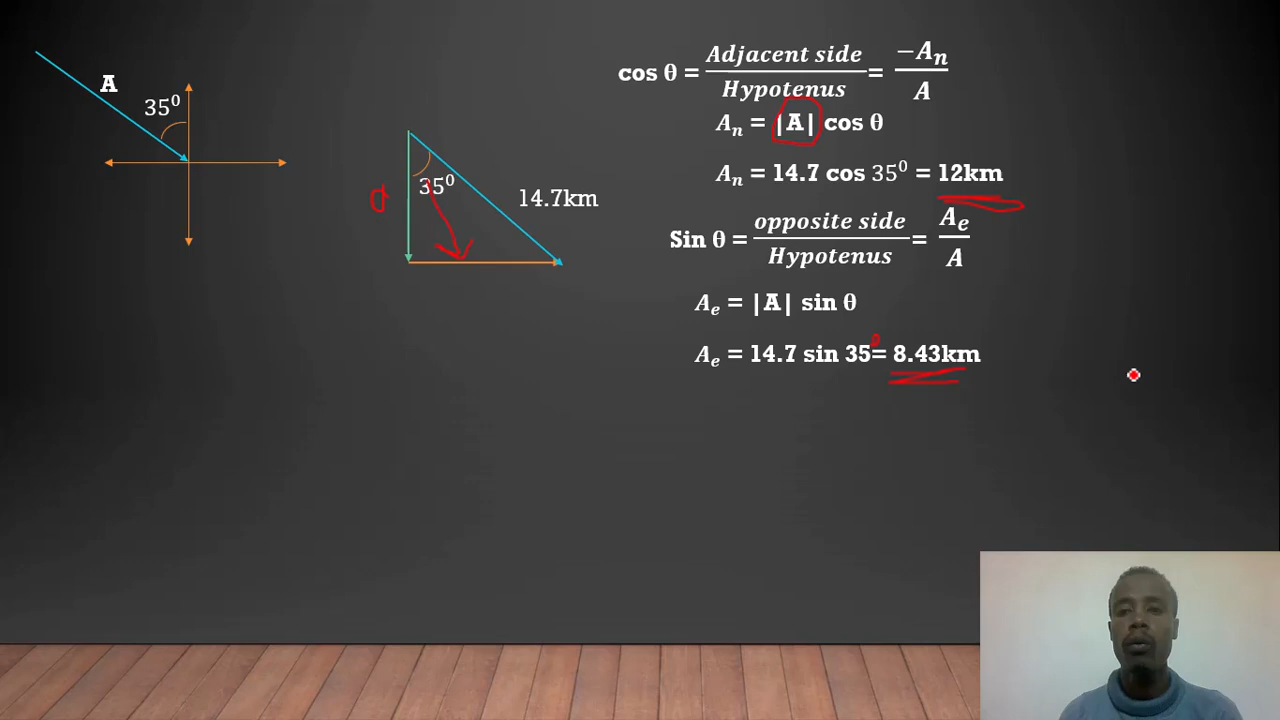 A
35⁰
35⁰
14.7km
cos θ = Adjacent side / Hypotenus = −Aₙ / A
Aₙ = |A| cos θ
Aₙ = 14.7 cos 35⁰ = 12km
Sin θ = opposite side / Hypotenus = Aₑ / A
Aₑ = |A| sin θ
Aₑ = 14.7 sin 35⁰= 8.43km